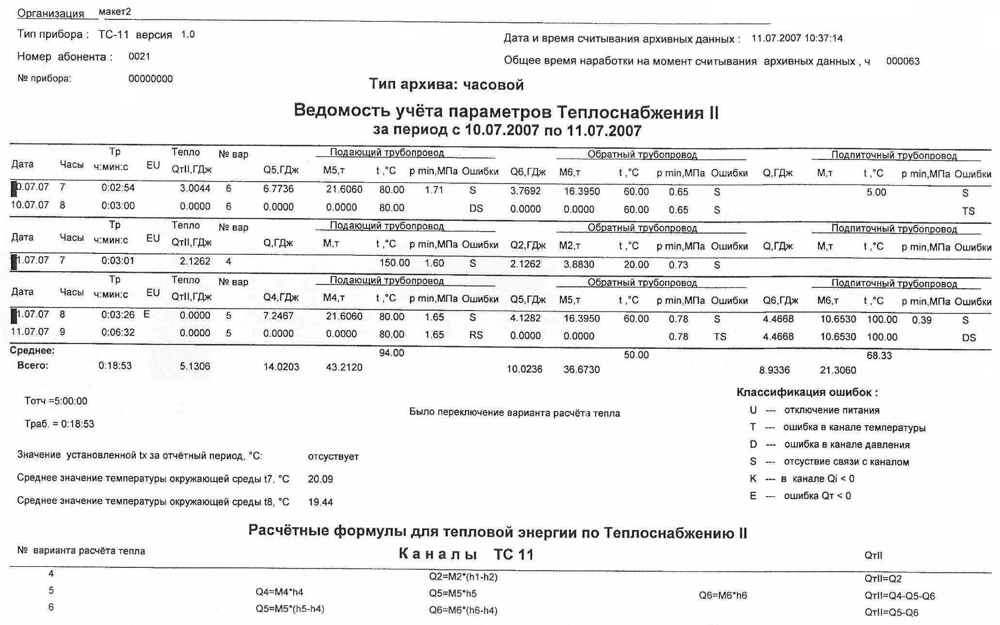 Организация макет2
Тип прибора : ТС-11 версия 1.0
Дата и время считывания архивных данных : 11.07.2007 10:37:14
Номер абонента : 0021
Общее время наработки на момент считывания архивных данных , ч 000063
№ прибора: 00000000
Тип архива: часовой
Ведомость учёта параметров Теплоснабжения II
за период с 10.07.2007 по 11.07.2007
Тр Тепло № вар Подающий трубопровод Обратный трубопровод Подпиточный трубопровод
Дата Часы ч:мин:с EU QтII,ГДж Q5,ГДж M5,т t ,°C p min,МПа Ошибки Q6,ГДж M6,т t ,°C p min,МПа Ошибки Q,ГДж M,т t ,°C p min,МПа Ошибки
0.07.07 7 0:02:54 3.0044 6 6.7736 21.6060 80.00 1.71 S 3.7692 16.3950 60.00 0.65 S 5.00 S
10.07.07 8 0:03:00 0.0000 6 0.0000 0.0000 80.00 DS 0.0000 0.0000 60.00 0.65 S TS
Тр Тепло № вар Подающий трубопровод Обратный трубопровод Подпиточный трубопровод
Дата Часы ч:мин:с EU QтII,ГДж Q,ГДж M,т t ,°C p min,МПа Ошибки Q2,ГДж M2,т t ,°C p min,МПа Ошибки Q,ГДж M,т t ,°C p min,МПа Ошибки
1.07.07 7 0:03:01 2.1262 4 150.00 1.60 S 2.1262 3.8830 20.00 0.73 S
Тр Тепло № вар Подающий трубопровод Обратный трубопровод Подпиточный трубопровод
Дата Часы ч:мин:с EU QтII,ГДж Q4,ГДж M4,т t ,°C p min,МПа Ошибки Q5,ГДж M5,т t ,°C p min,МПа Ошибки Q6,ГДж M6,т t ,°C p min,МПа Ошибки
1.07.07 8 0:03:26 E 0.0000 5 7.2467 21.6060 80.00 1.65 S 4.1282 16.3950 60.00 0.78 S 4.4668 10.6530 100.00 0.39 S
11.07.07 9 0:06:32 0.0000 5 0.0000 0.0000 80.00 1.65 RS 0.0000 0.0000 0.78 TS 4.4668 10.6530 100.00 DS
Среднее: 94.00 50.00 68.33
Всего: 0:18:53 5.1306 14.0203 43.2120 10.0236 36.6730 8.9336 21.3060
Классификация ошибок :
Тотч =5:00:00
Было переключение варианта расчёта тепла
U --- отключение питания
Траб. = 0:18:53
T --- ошибка в канале температуры
D --- ошибка в канале давления
Значение установленной tx за отчётный период, °C: отсуствует
S --- отсуствие связи с каналом
Среднее значение температуры окружающей среды t7, °C 20.09
K --- в канале Qi < 0
Среднее значение температуры окружающей среды t8, °C 19.44
E --- ошибка Qт < 0
Расчётные формулы для тепловой энергии по Теплоснабжению II
№ варианта расчёта тепла Каналы ТС 11 QтII
4 Q2=M2*(h1-h2) QтII=Q2
5 Q4=M4*h4 Q5=M5*h5 Q6=M6*h6 QтII=Q4-Q5-Q6
6 Q5=M5*(h5-h4) Q6=M6*(h6-h4) QтII=Q5-Q6